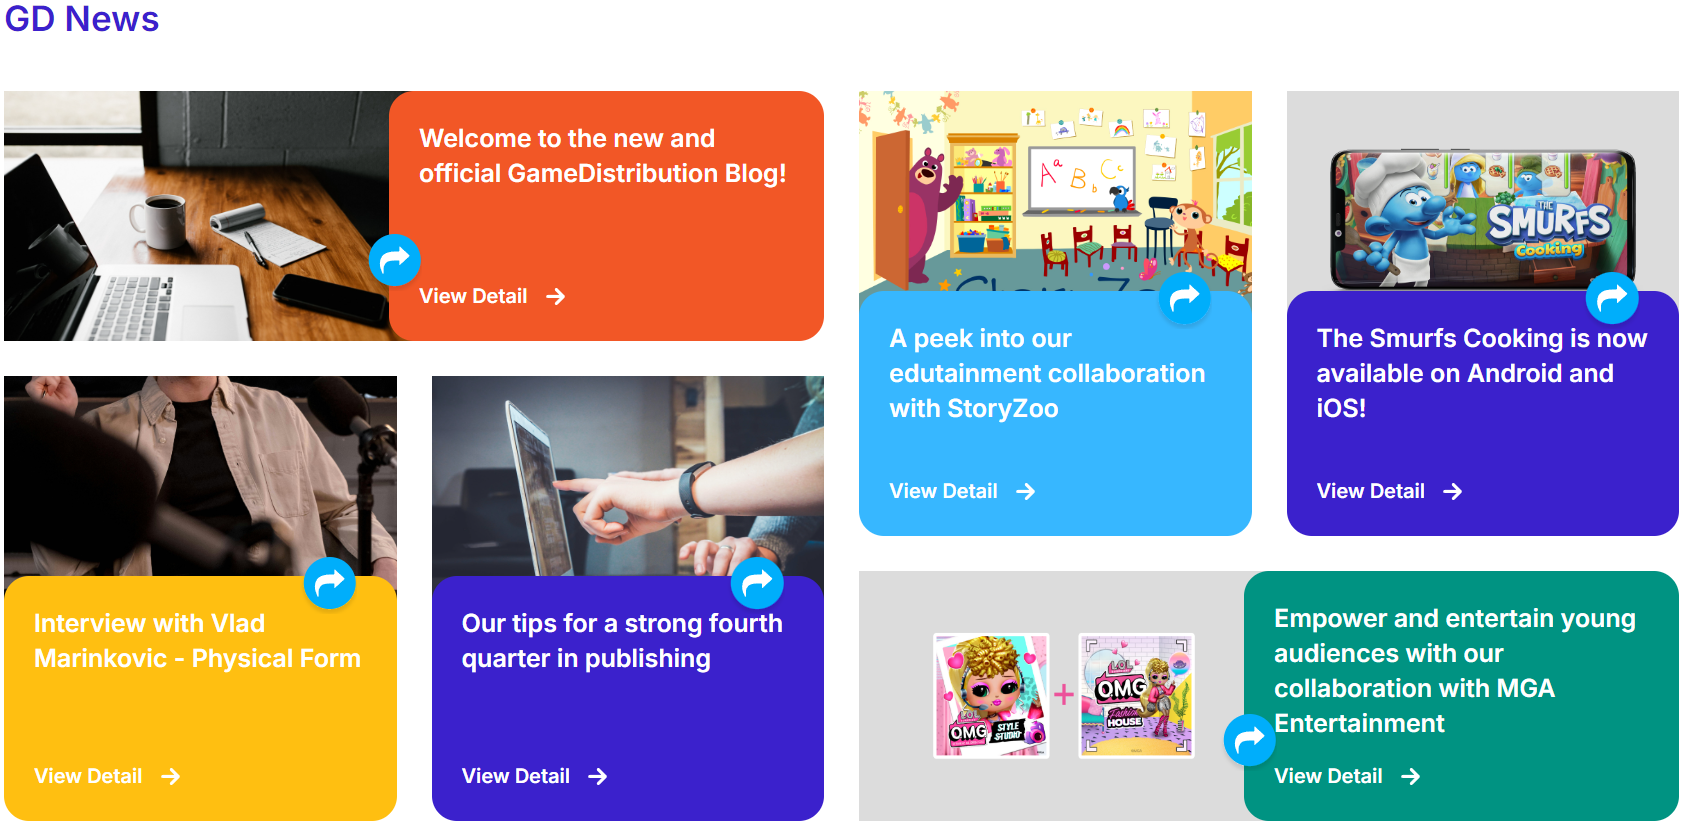 GD News
Welcome to the new and
official GameDistribution Blog!
View Detail
Interview with Vlad
Marinkovic - Physical Form
View Detail
Our tips for a strong fourth
quarter in publishing
View Detail
A a
B b
C c
A peek into our
edutainment collaboration
with StoryZoo
View Detail
THE
SMURFS
Cooking
The Smurfs Cooking is now
available on Android and
iOS!
View Detail
LOL
OMG
STYLE
STUDIO
+
LOL
OMG
Fashion
HOUSE
Empower and entertain young
audiences with our
collaboration with MGA
Entertainment
View Detail